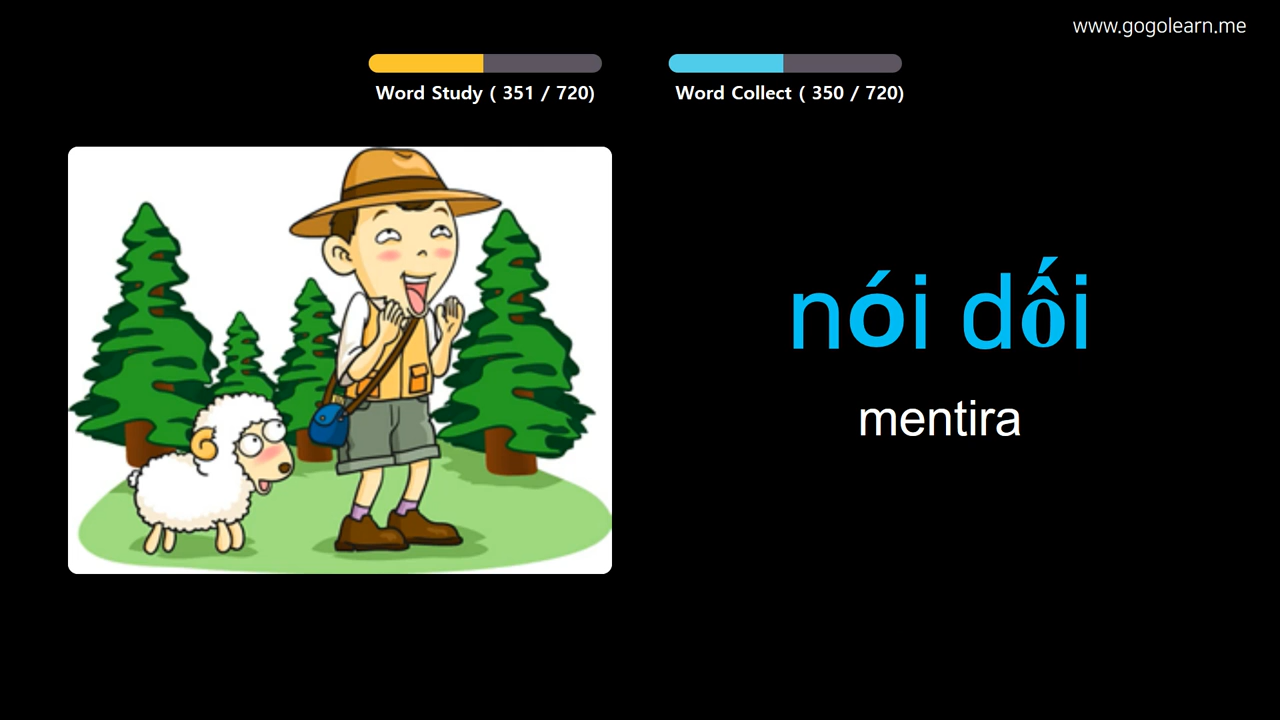 www.gogolearn.me
Word Study ( 351 / 720)
Word Collect ( 350 / 720)
nói dối
mentira